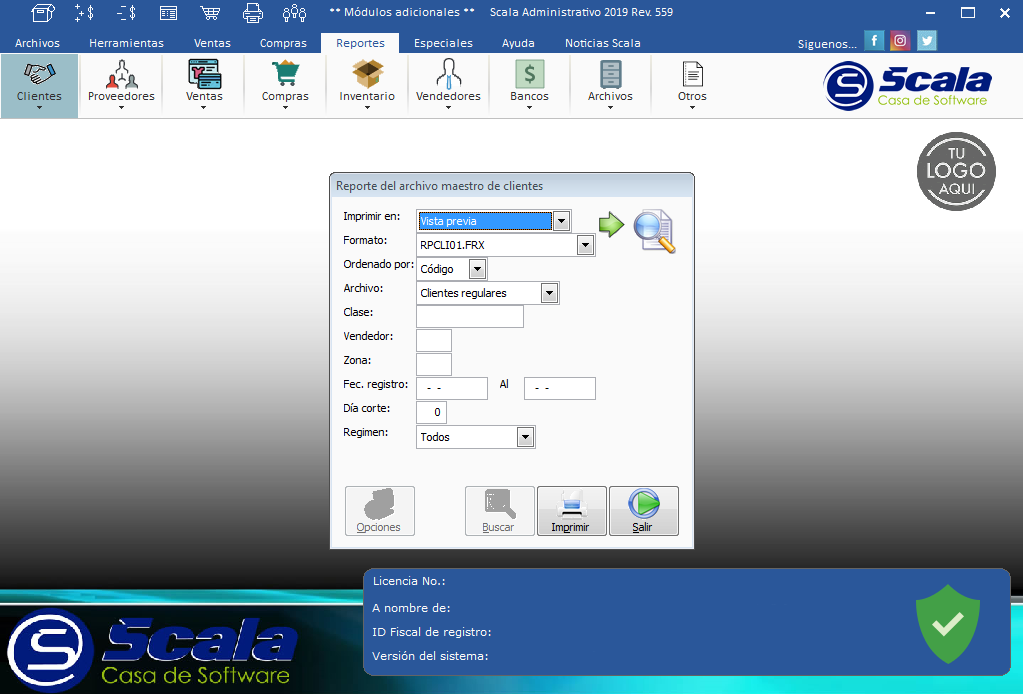 ** Módulos adicionales ** Scala Administrativo 2019 Rev. 559
Archivos Herramientas Ventas Compras Reportes Especiales Ayuda Noticias Scala Siguenos...
Clientes Proveedores Ventas Compras Inventario Vendedores Bancos Archivos Otros
Scala
Casa de Software
TU
LOGO
AQUI
Reporte del archivo maestro de clientes
Imprimir en: Vista previa
Formato: RPCLI01.FRX
Ordenado por: Código
Archivo: Clientes regulares
Clase:
Vendedor:
Zona:
Fec. registro: - - Al - -
Día corte: 0
Regimen: Todos
Opciones Buscar Imprimir Salir
Licencia No.:
A nombre de:
ID Fiscal de registro:
Versión del sistema:
Scala
Casa de Software